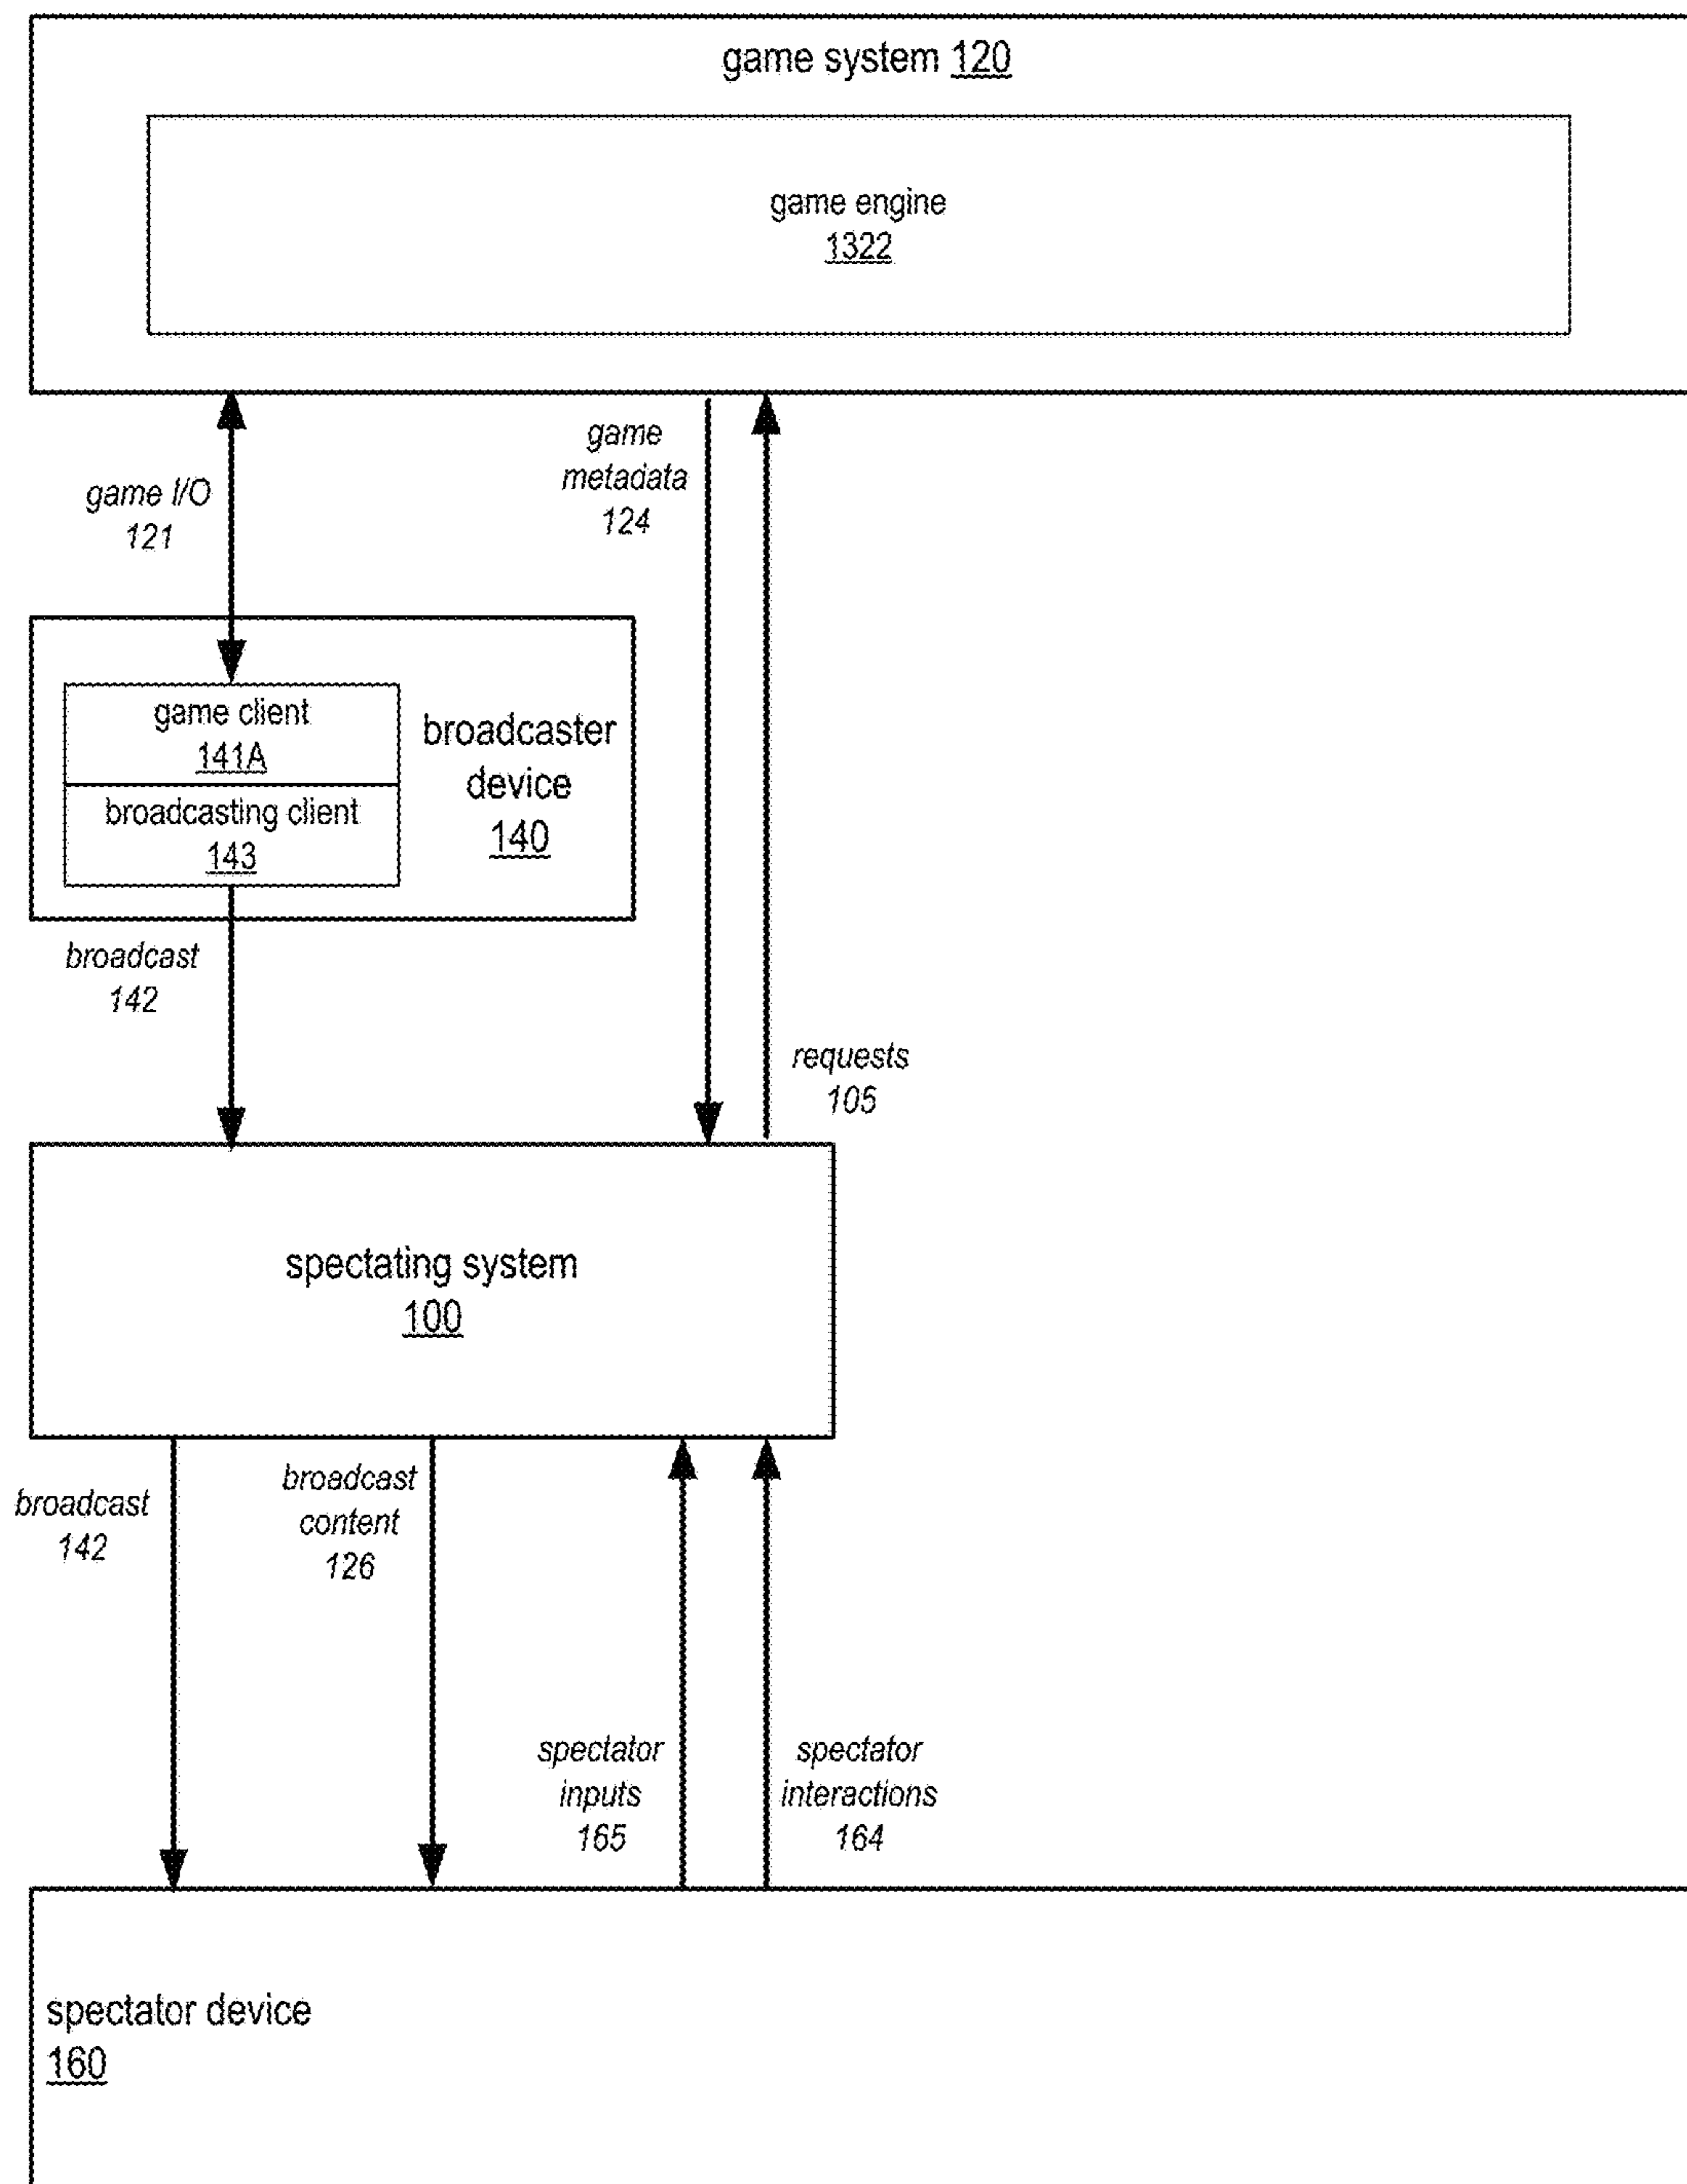 game system 120
game engine
1322
game
metadata
124
game I/O
121
game client
141A
broadcasting client
143
broadcaster
device
140
broadcast
142
requests
105
spectating system
100
broadcast
142
broadcast
content
126
spectator
inputs
165
spectator
interactions
164
spectator device
160